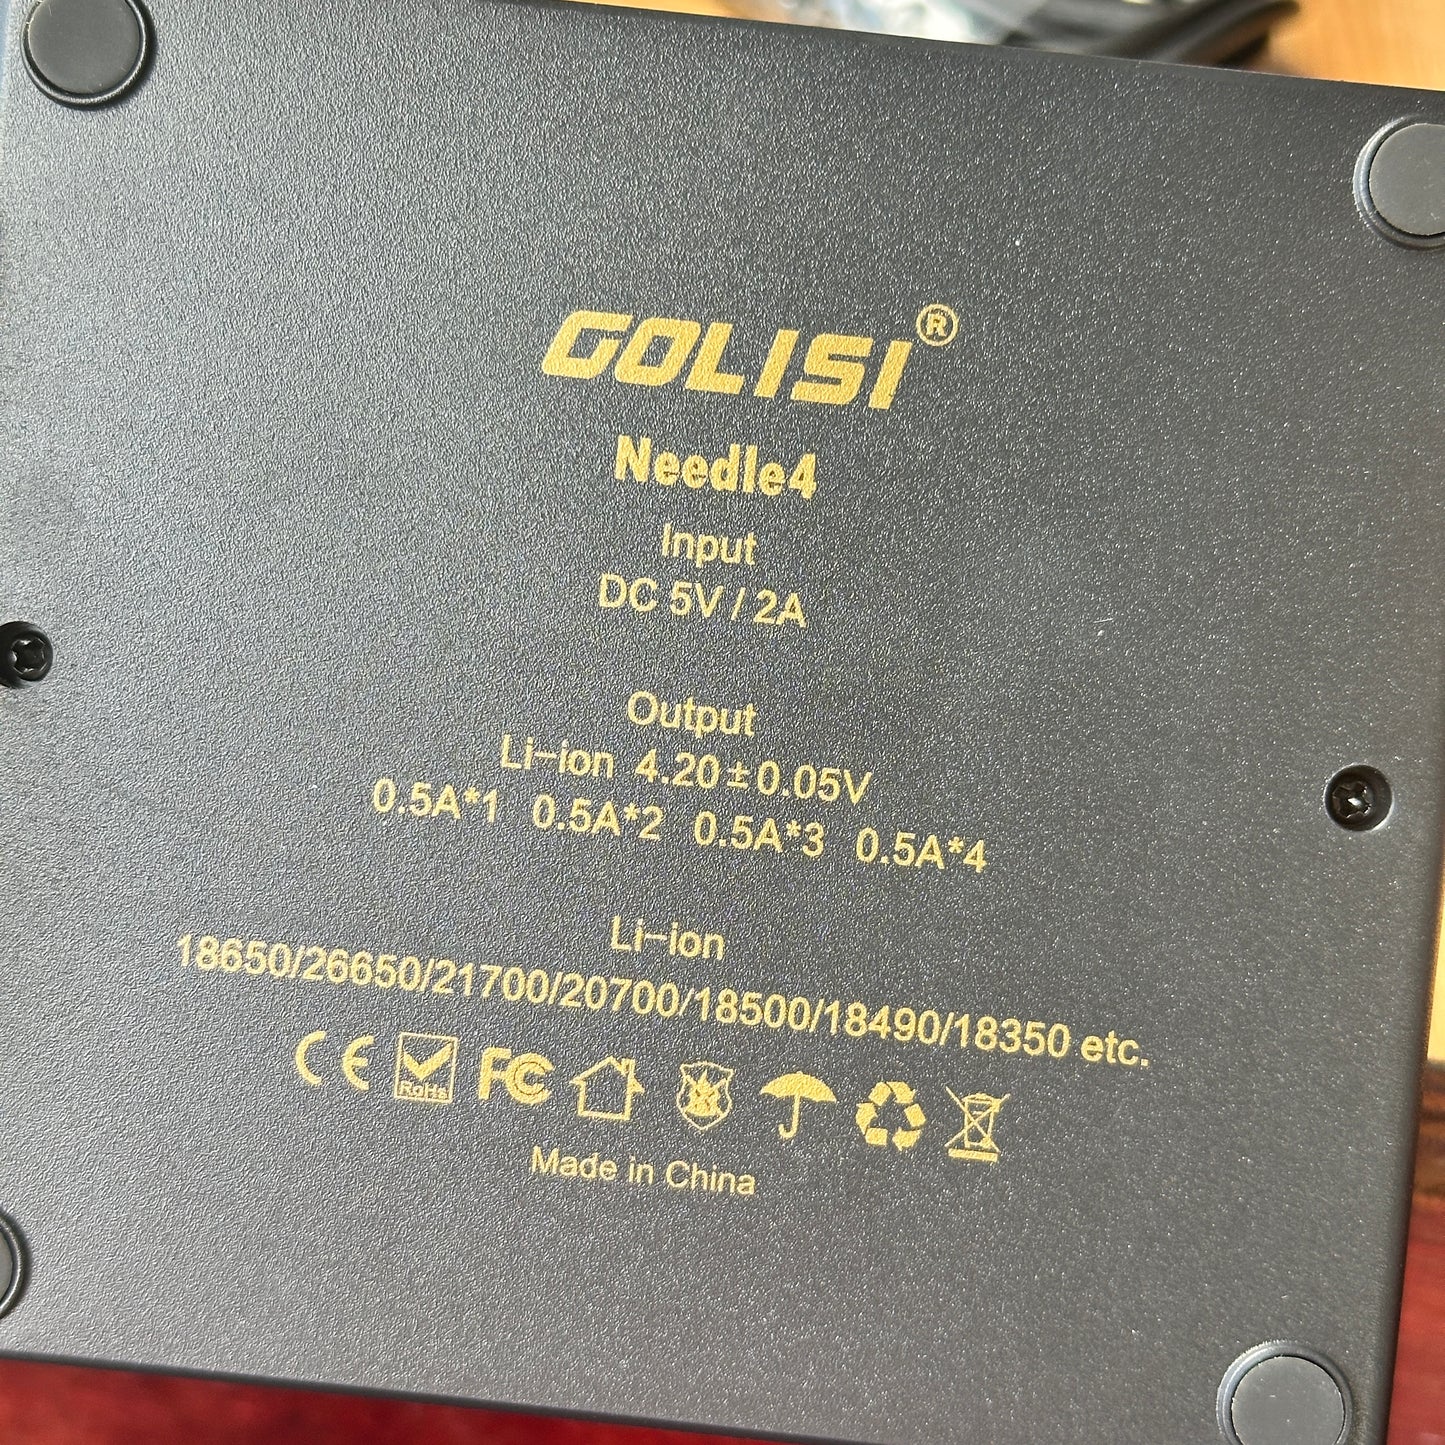 GOLISI®
Needle4
Input
DC 5V / 2A
Output
Li-ion 4.20±0.05V
0.5A*1 0.5A*2 0.5A*3 0.5A*4
Li-ion
18650/26650/21700/20700/18500/18490/18350 etc.
CE RoHS FC
Made in China